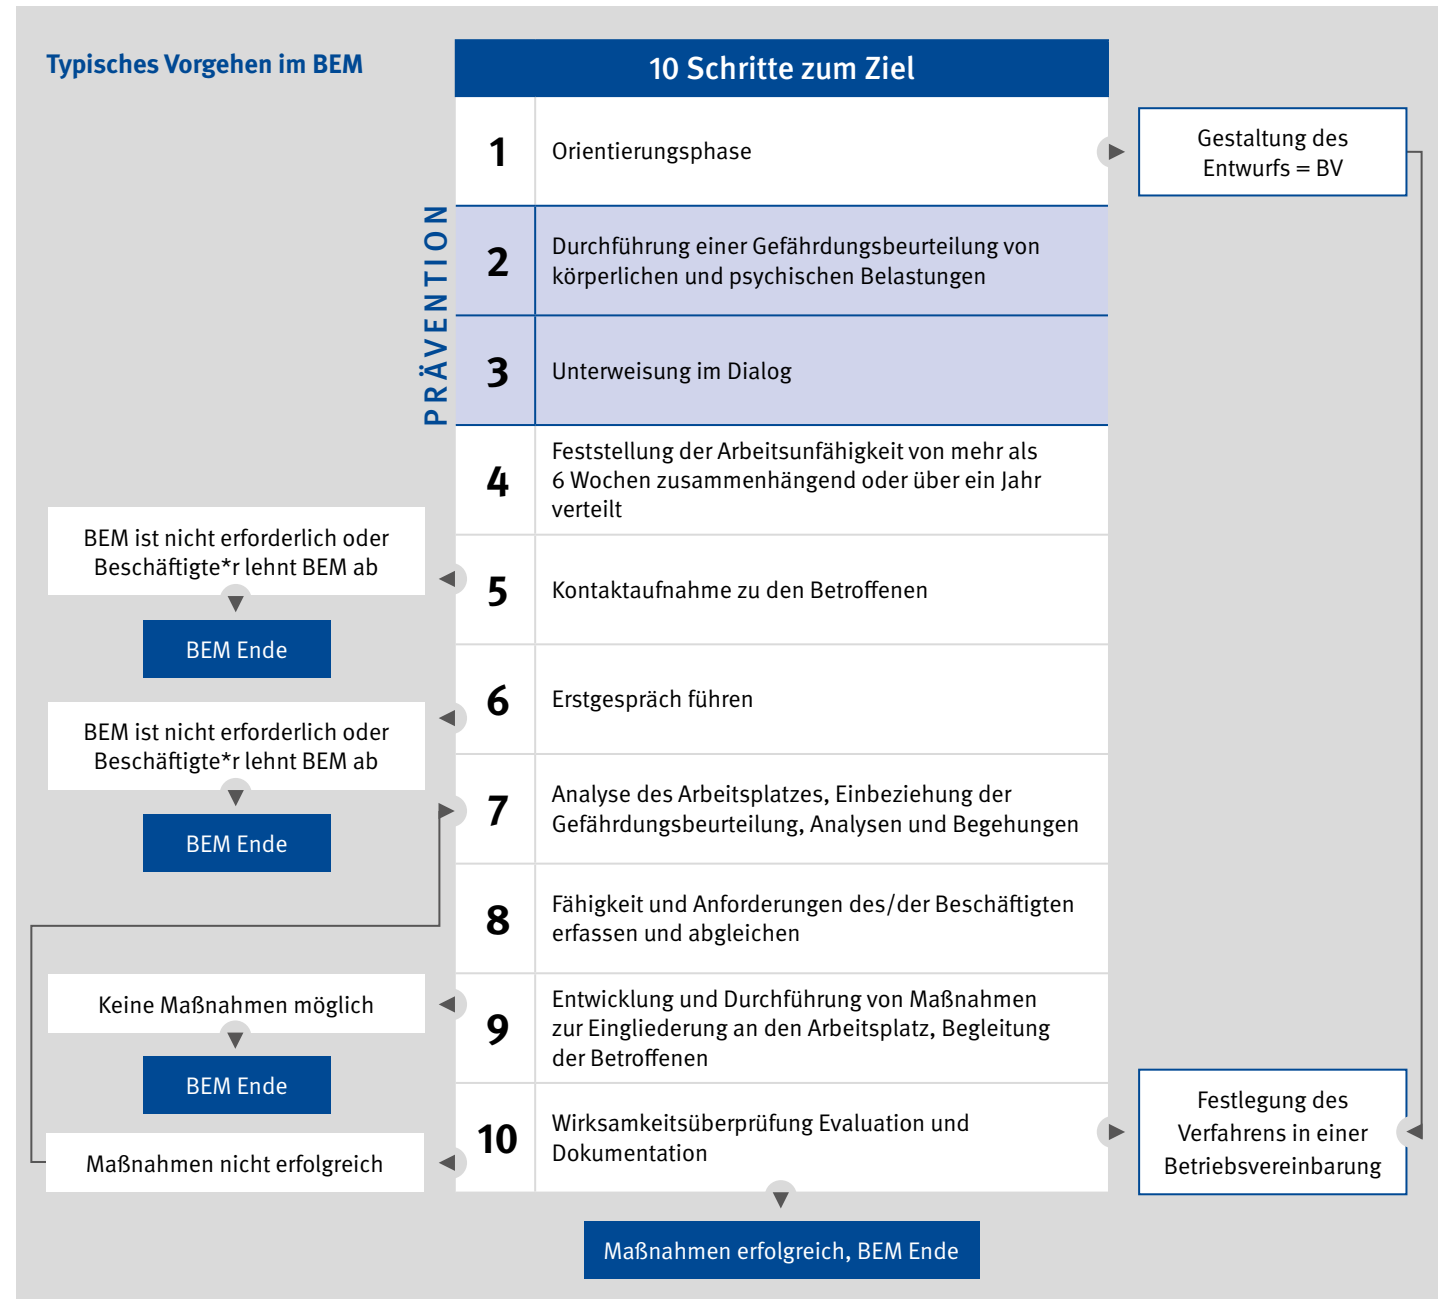 Typisches Vorgehen im BEM
10 Schritte zum Ziel
1
Orientierungsphase
Gestaltung des
Entwurfs = BV
PRÄVENTION
2
Durchführung einer Gefährdungsbeurteilung von
körperlichen und psychischen Belastungen
3
Unterweisung im Dialog
4
Feststellung der Arbeitsunfähigkeit von mehr als
6 Wochen zusammenhängend oder über ein Jahr
verteilt
5
Kontaktaufnahme zu den Betroffenen
BEM ist nicht erforderlich oder
Beschäftigte*r lehnt BEM ab
BEM Ende
6
Erstgespräch führen
BEM ist nicht erforderlich oder
Beschäftigte*r lehnt BEM ab
BEM Ende
7
Analyse des Arbeitsplatzes, Einbeziehung der
Gefährdungsbeurteilung, Analysen und Begehungen
8
Fähigkeit und Anforderungen des/der Beschäftigten
erfassen und abgleichen
9
Entwicklung und Durchführung von Maßnahmen
zur Eingliederung an den Arbeitsplatz, Begleitung
der Betroffenen
Keine Maßnahmen möglich
BEM Ende
10
Wirksamkeitsüberprüfung Evaluation und
Dokumentation
Maßnahmen nicht erfolgreich
Festlegung des
Verfahrens in einer
Betriebsvereinbarung
Maßnahmen erfolgreich, BEM Ende